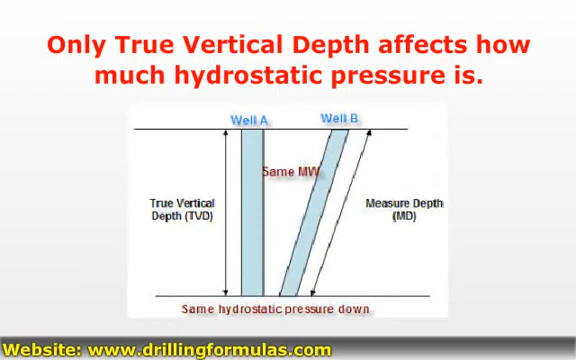 Only True Vertical Depth affects how
much hydrostatic pressure is.
Well A
Well B
Same MW
True Vertical
Depth (TVD)
Measure Depth
(MD)
Same hydrostatic pressure down
Website: www.drillingformulas.com